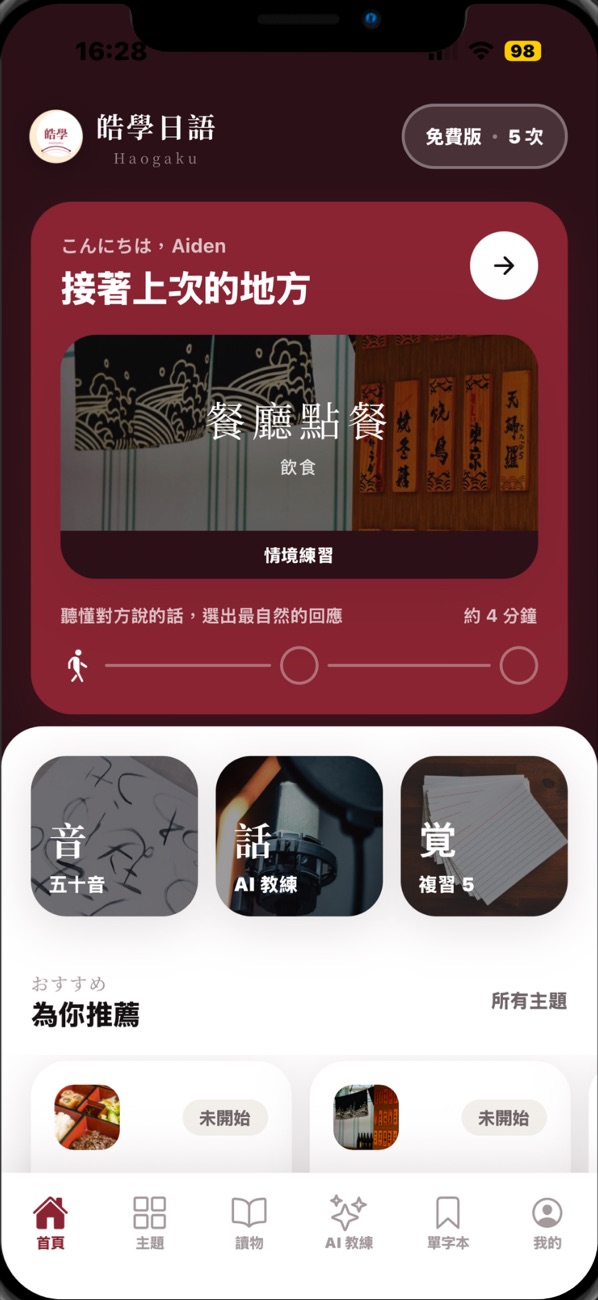 16:28
98
皓學
皓學日語
Haogaku
免費版 • 5 次
こんにちは，Aiden
接著上次的地方
餐廳點餐
飲食
焼鳥
東京
情境練習
聽懂對方說的話，選出最自然的回應
約 4 分鐘
音
五十音
話
AI 教練
覚
複習 5
おすすめ
為你推薦
所有主題
未開始
未開始
首頁
主題
讀物
AI 教練
單字本
我的